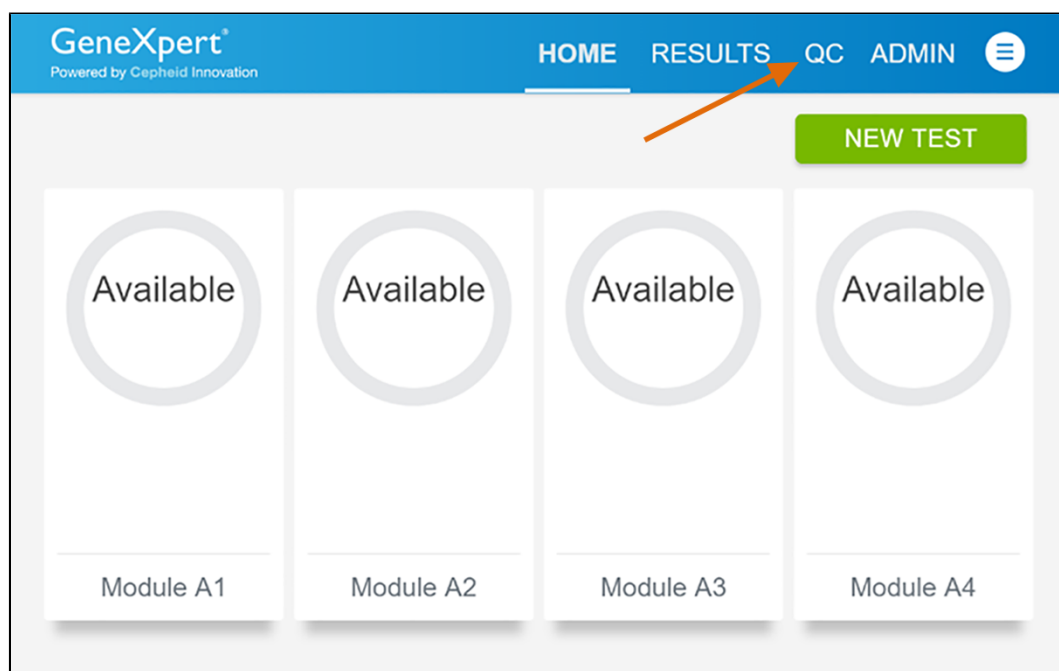 GeneXpert®
Powered by Cepheid Innovation
HOME RESULTS QC ADMIN
NEW TEST
Available Available Available Available
Module A1 Module A2 Module A3 Module A4